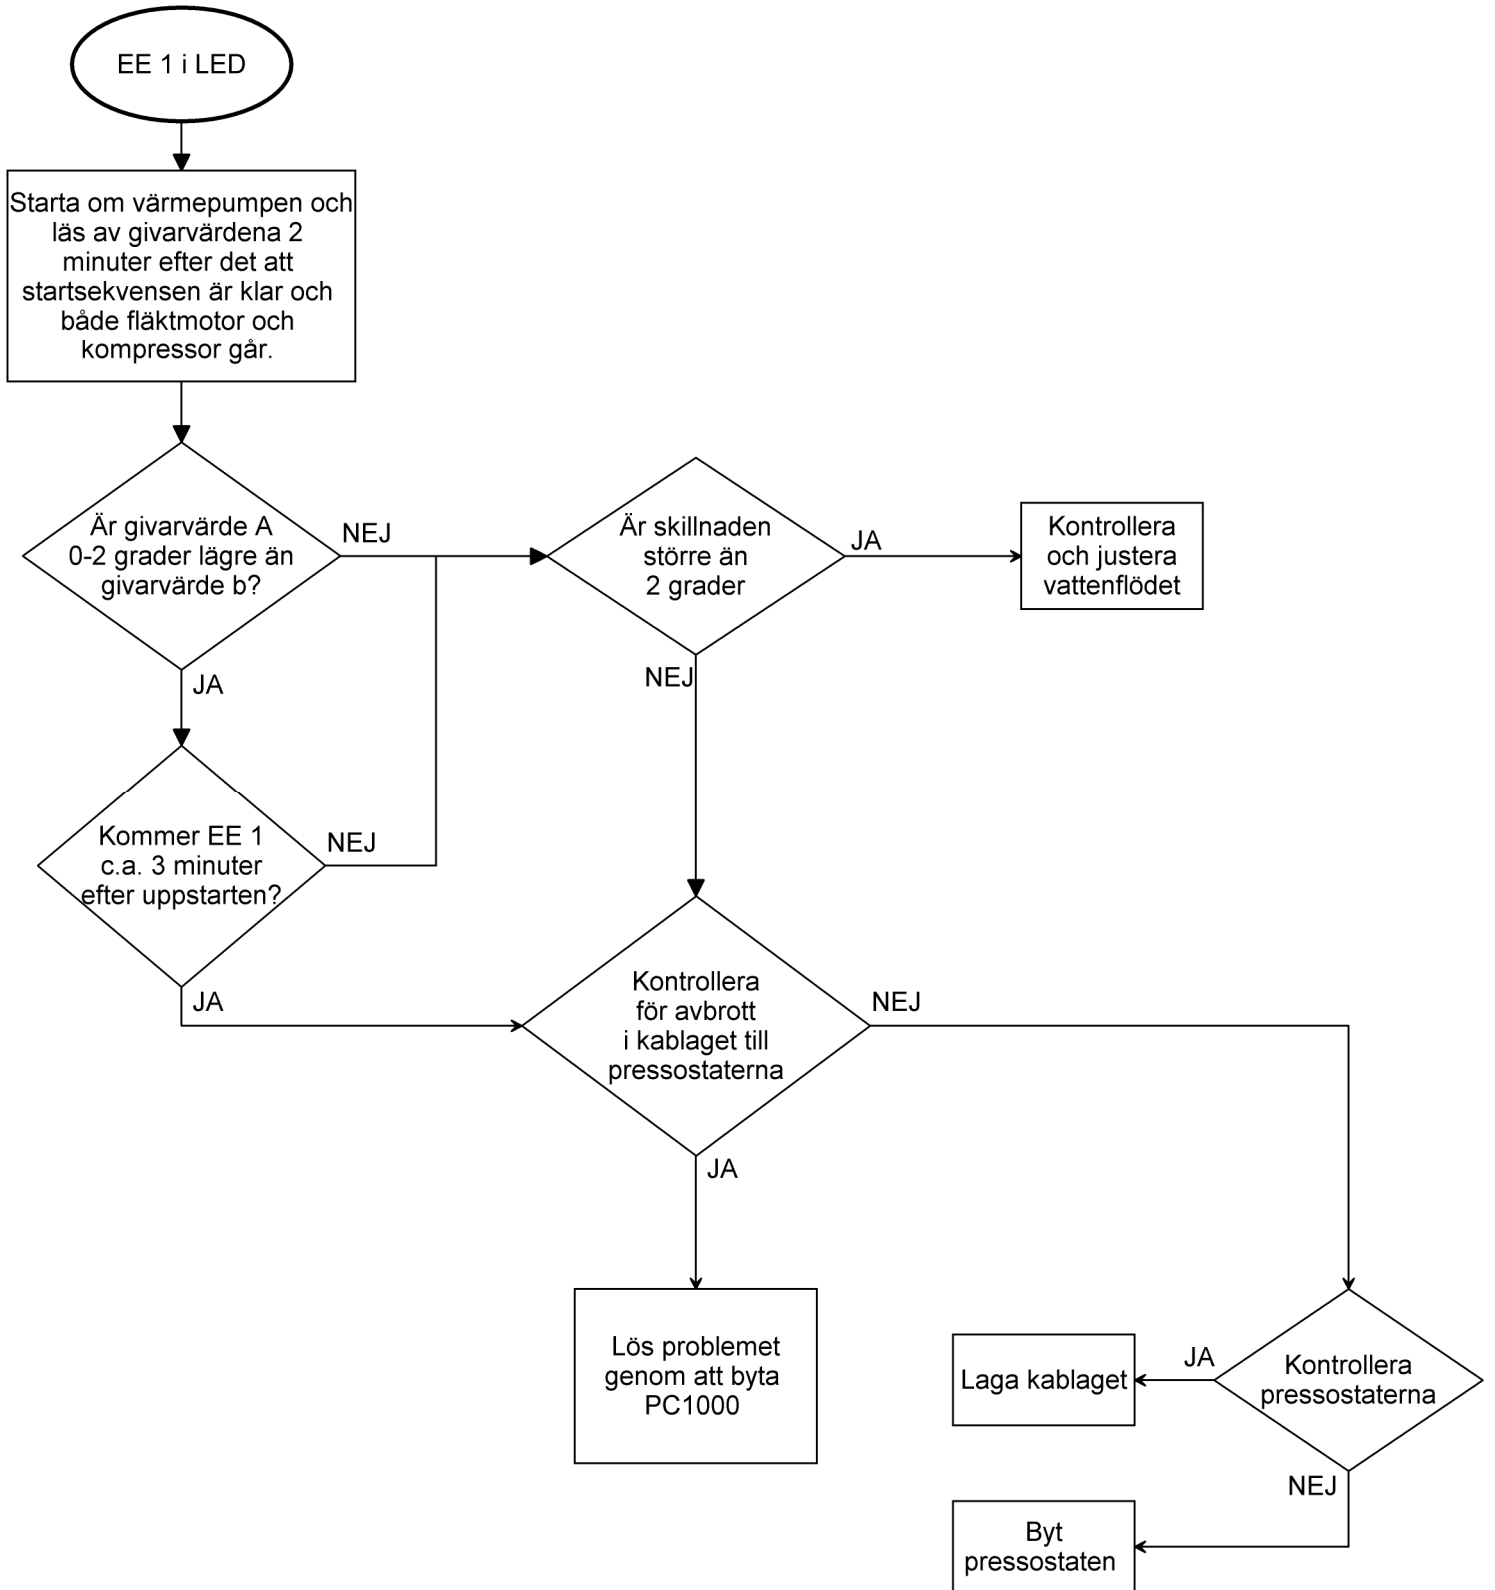 EE 1 i LED
Starta om värmepumpen och
läs av givarvärdena 2
minuter efter det att
startsekvensen är klar och
både fläktmotor och
kompressor går.
Är givarvärde A
0-2 grader lägre än
givarvärde b?
NEJ
JA
Är skillnaden
större än
2 grader
JA
NEJ
Kontrollera
och justera
vattenflödet
Kommer EE 1
c.a. 3 minuter
efter uppstarten?
NEJ
JA
Kontrollera
för avbrott
i kablaget till
pressostaterna
NEJ
JA
Lös problemet
genom att byta
PC1000
Kontrollera
pressostaterna
JA
Laga kablaget
NEJ
Byt
pressostaten